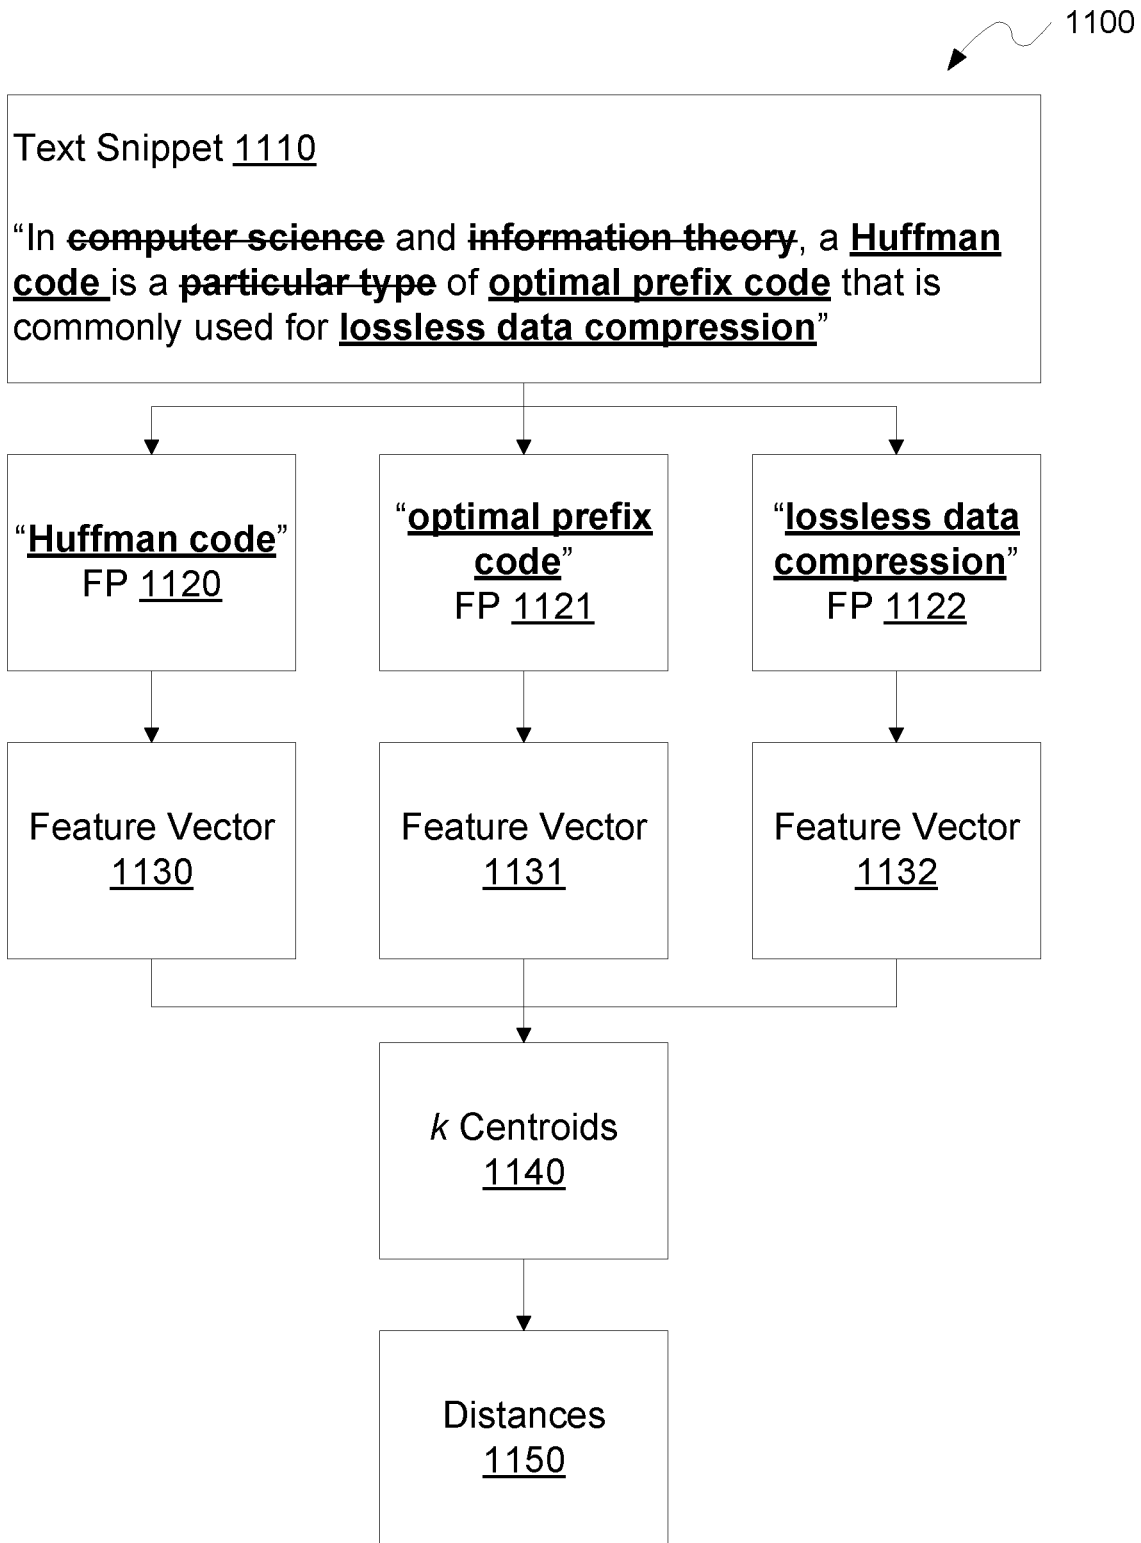 1100
Text Snippet 1110
“In computer science and information theory, a Huffman
code is a particular type of optimal prefix code that is
commonly used for lossless data compression”
“Huffman code”
FP 1120
“optimal prefix
code”
FP 1121
“lossless data
compression”
FP 1122
Feature Vector
1130
Feature Vector
1131
Feature Vector
1132
k Centroids
1140
Distances
1150